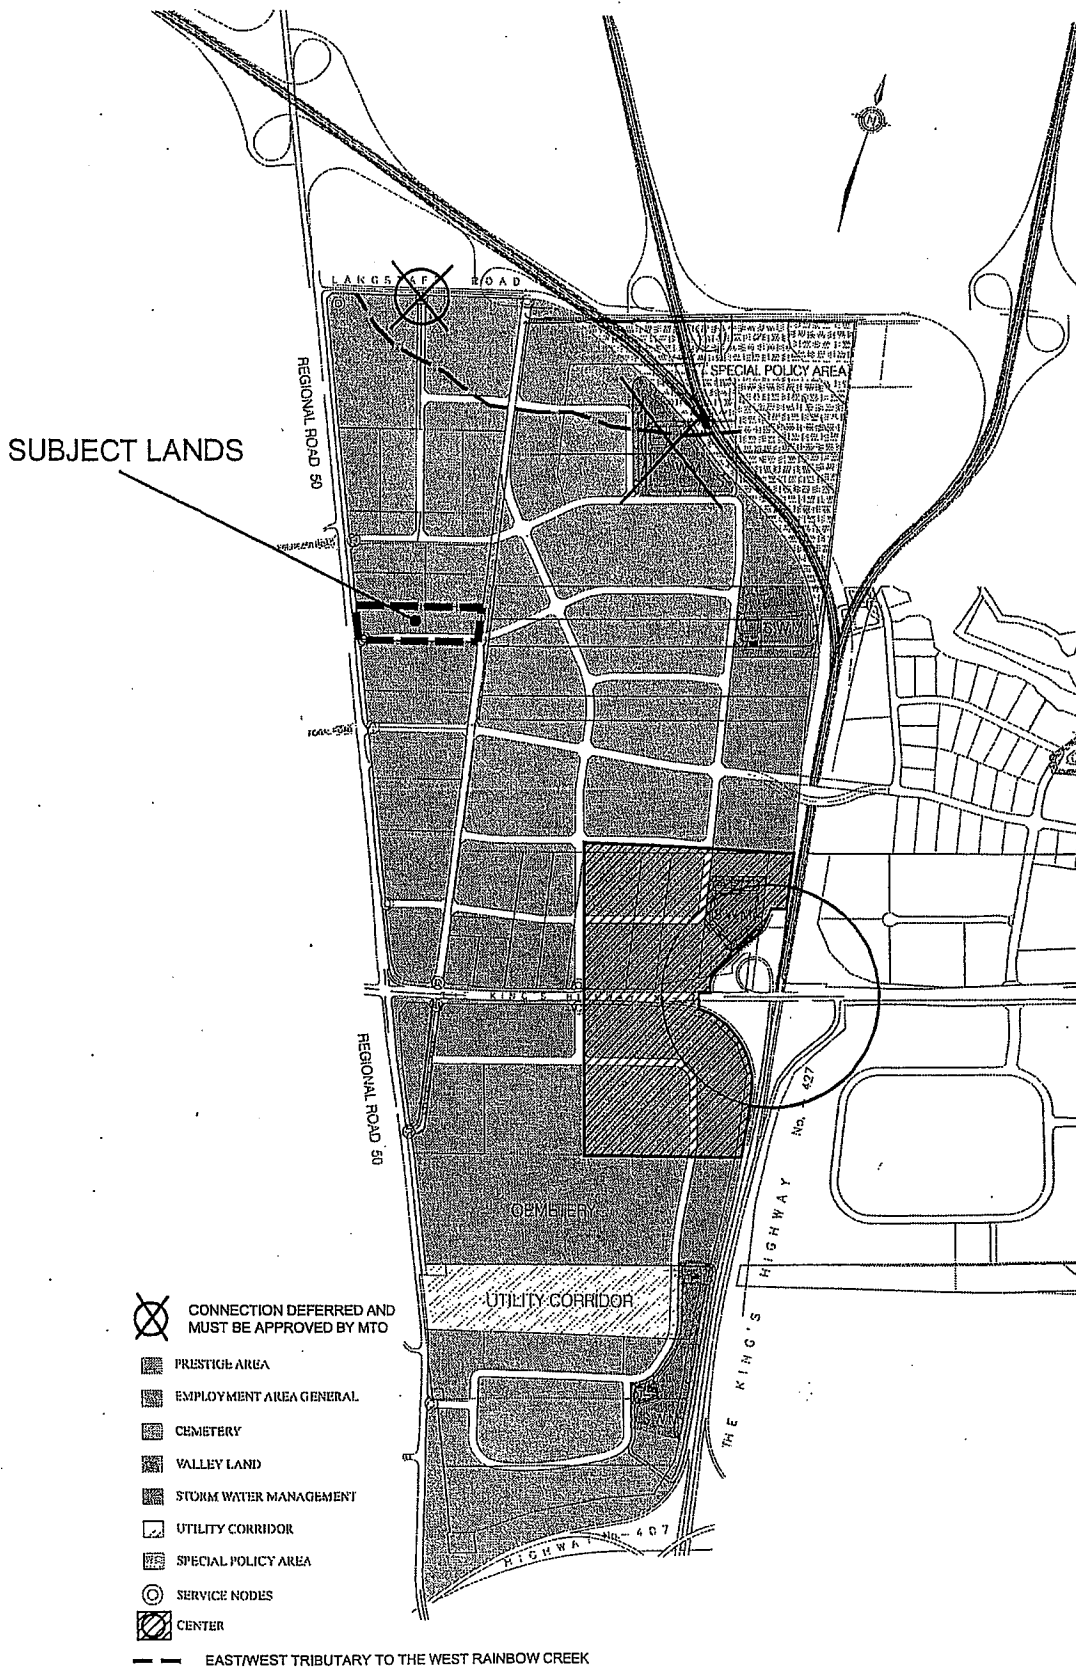 LANGSTAFF ROAD
SPECIAL POLICY AREA
REGIONAL ROAD 50
SUBJECT LANDS
SWM
KING'S HIGHWAY
REGIONAL ROAD 50
No. 427
THE KING'S HIGHWAY
CEMETERY
UTILITY CORRIDOR
SWM
HIGHWAY No. 407
CONNECTION DEFERRED AND
MUST BE APPROVED BY MTO
PRESTIGE AREA
EMPLOYMENT AREA GENERAL
CEMETERY
VALLEY LAND
STORM WATER MANAGEMENT
UTILITY CORRIDOR
SPECIAL POLICY AREA
SERVICE NODES
CENTER
EAST/WEST TRIBUTARY TO THE WEST RAINBOW CREEK